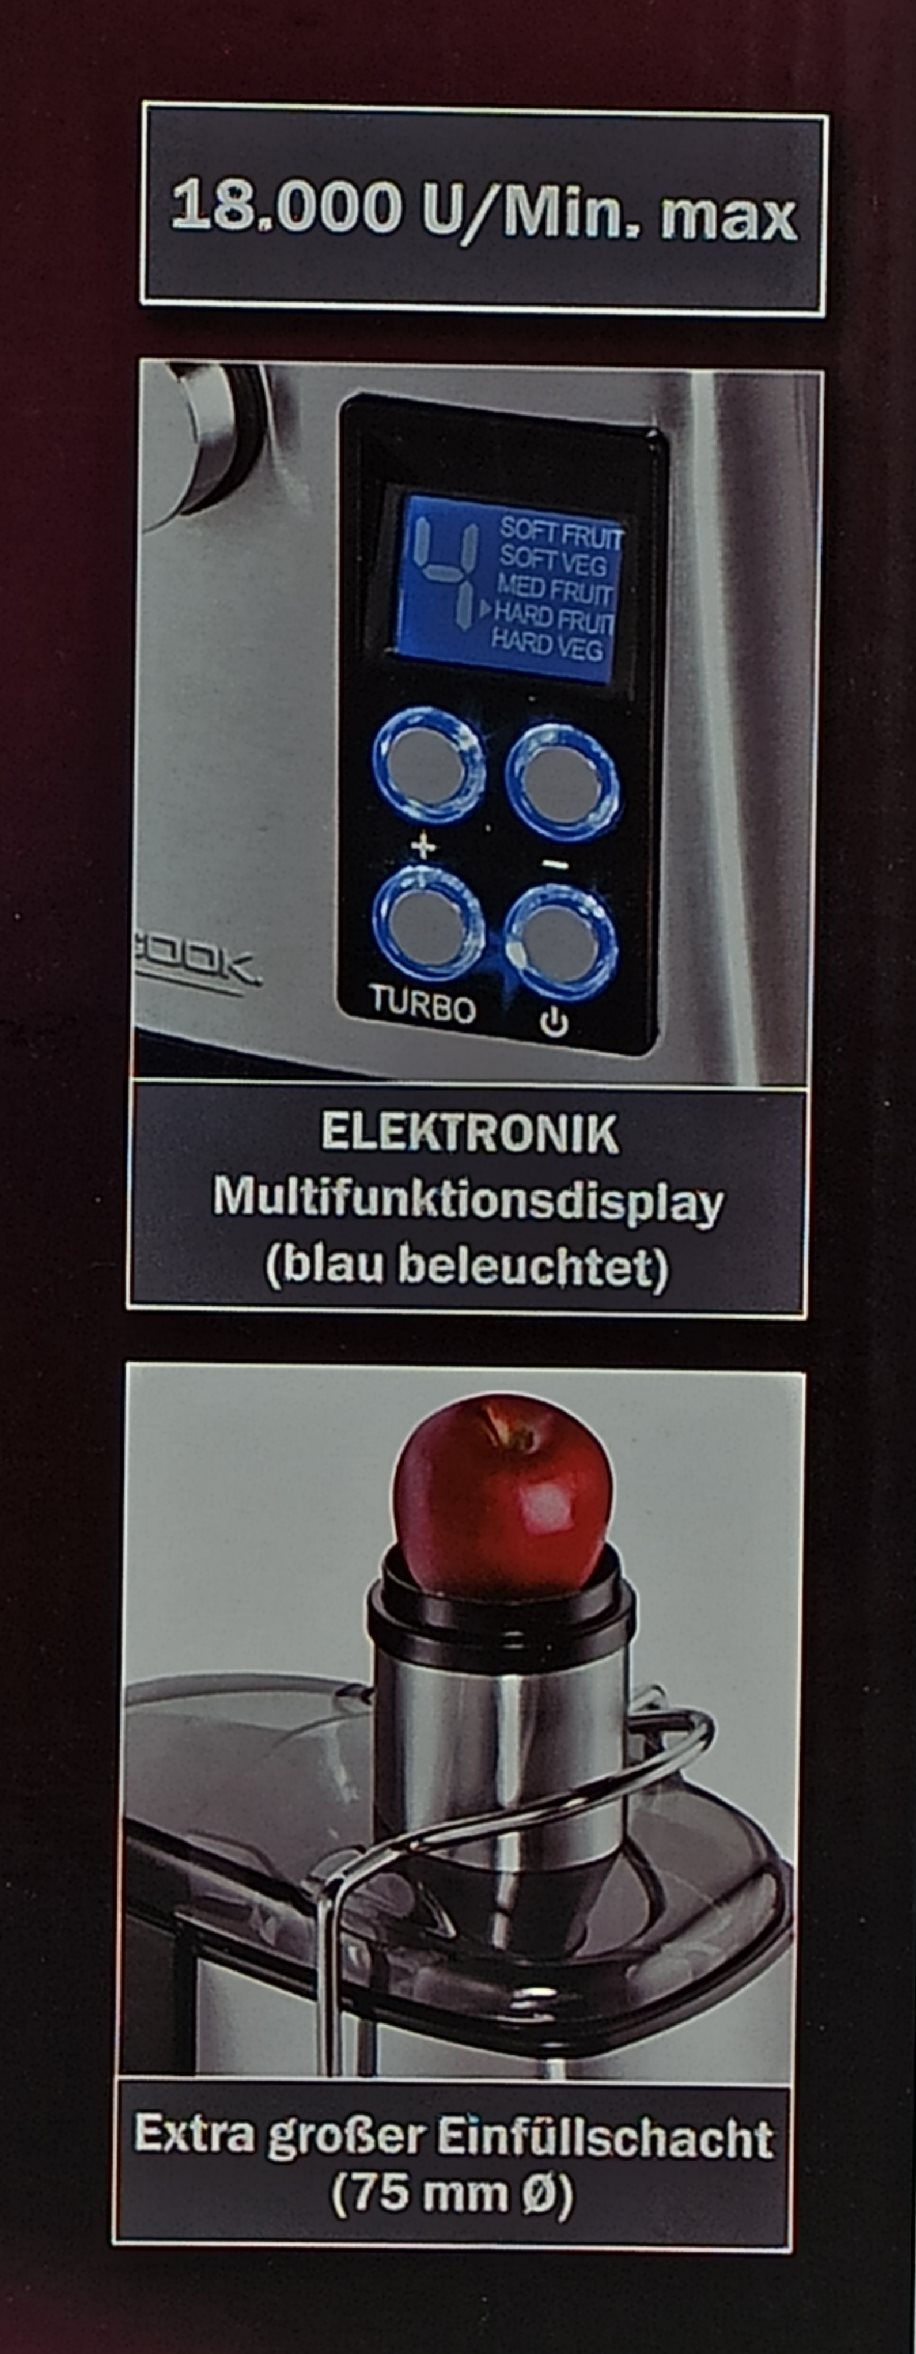 18.000 U/Min. max
4
SOFT FRUIT
SOFT VEG
MED FRUIT
HARD FRUIT
HARD VEG
+
-
TURBO
COOK.
ELEKTRONIK
Multifunktionsdisplay
(blau beleuchtet)
Extra großer Einfüllschacht
(75 mm Ø)